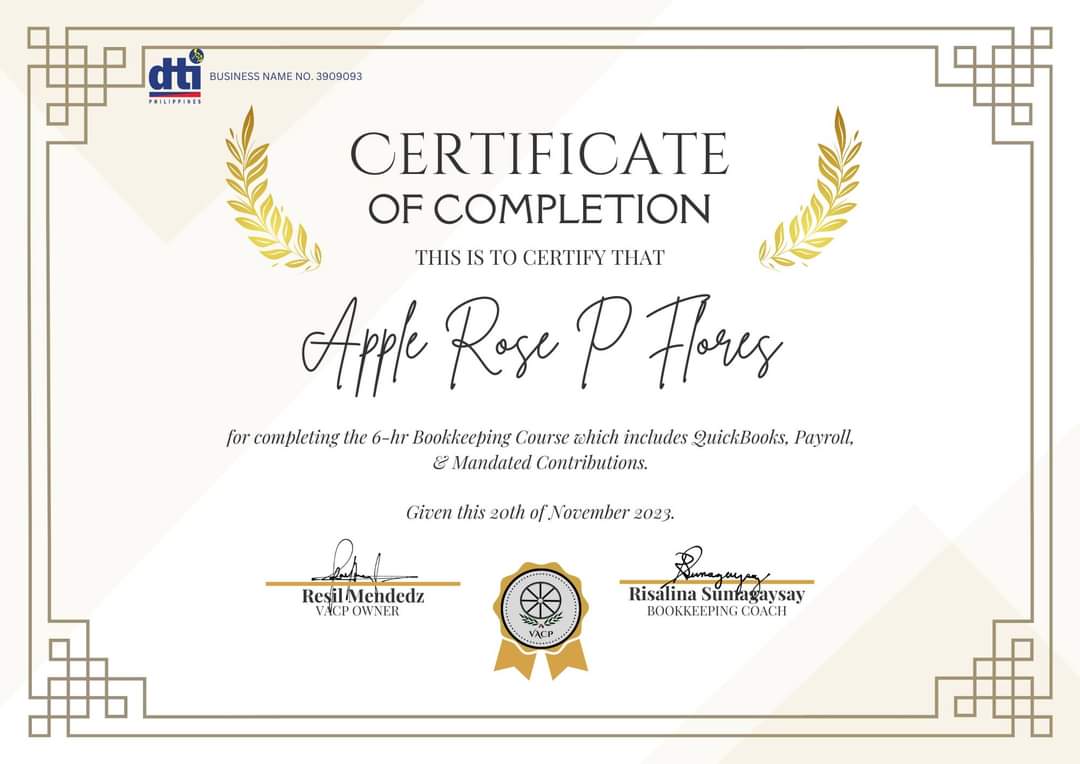 dti
PHILIPPINES
BUSINESS NAME NO. 3909093
CERTIFICATE
OF COMPLETION
THIS IS TO CERTIFY THAT
Apple Rose P Flores
for completing the 6-hr Bookkeeping Course which includes QuickBooks, Payroll,
& Mandated Contributions.
Given this 20th of November 2023.
Resil Mendedz
VACP OWNER
VACP
Risalina Sumagaysay
BOOKKEEPING COACH